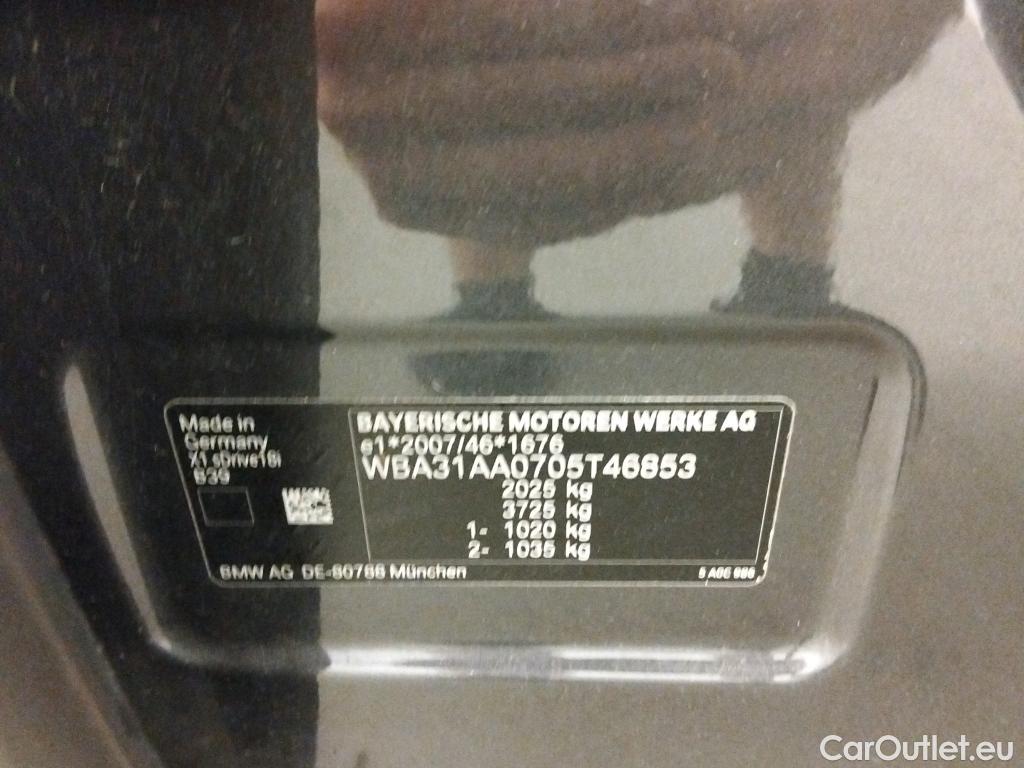 Made in
Germany
X1 sDrive18i
B39
BAYERISCHE MOTOREN WERKE AG
e1*2007/46*1676
WBA31AA0705T46853
2025 kg
3725 kg
1- 1020 kg
2- 1035 kg
BMW AG DE-80788 München
CarOutlet.eu